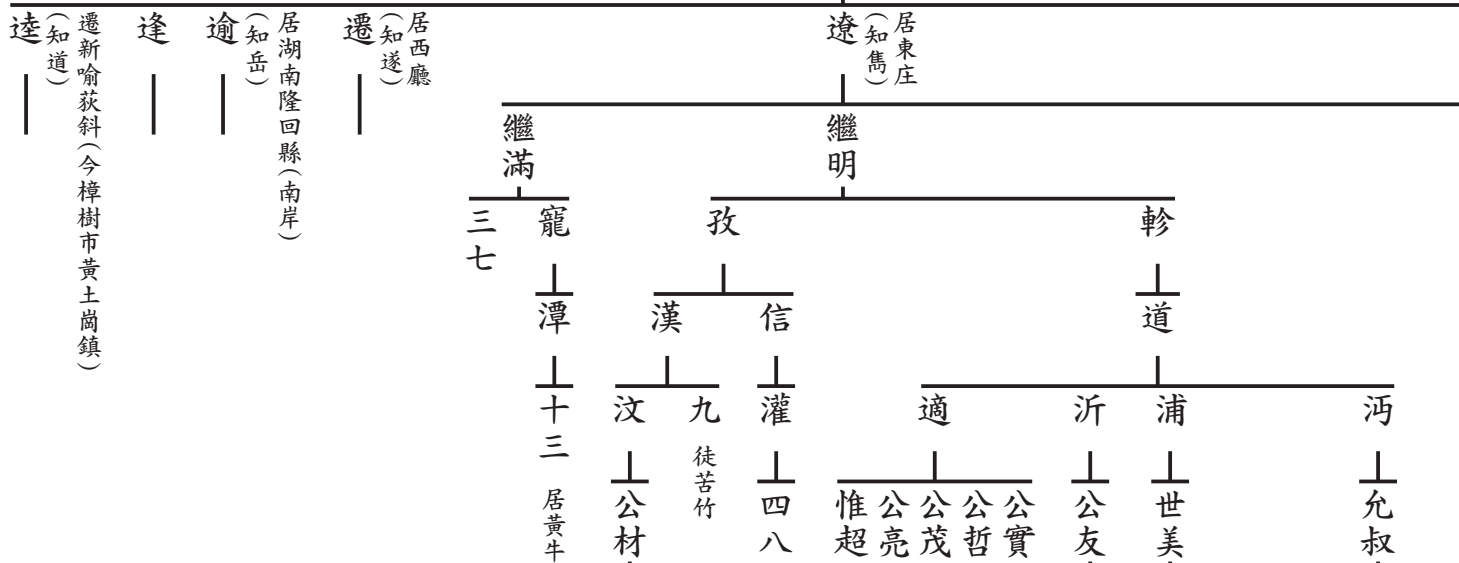 遼
(知雋)
居東庄
遷
(知遂)
居西廳
逾
(知岳)
居湖南隆回縣(南岸)
逢
逵
(知道)
遷新喻荻斜(今樟樹市黃土崗鎮)
繼明
繼滿
軫
孜
寵
三七
道
信
漢
潭
沔
浦
沂
適
灌
九 徒苦竹
汶
十三 居黃牛
允叔
世美
公友
公實
公哲
公茂
公亮
惟超
四八
公材